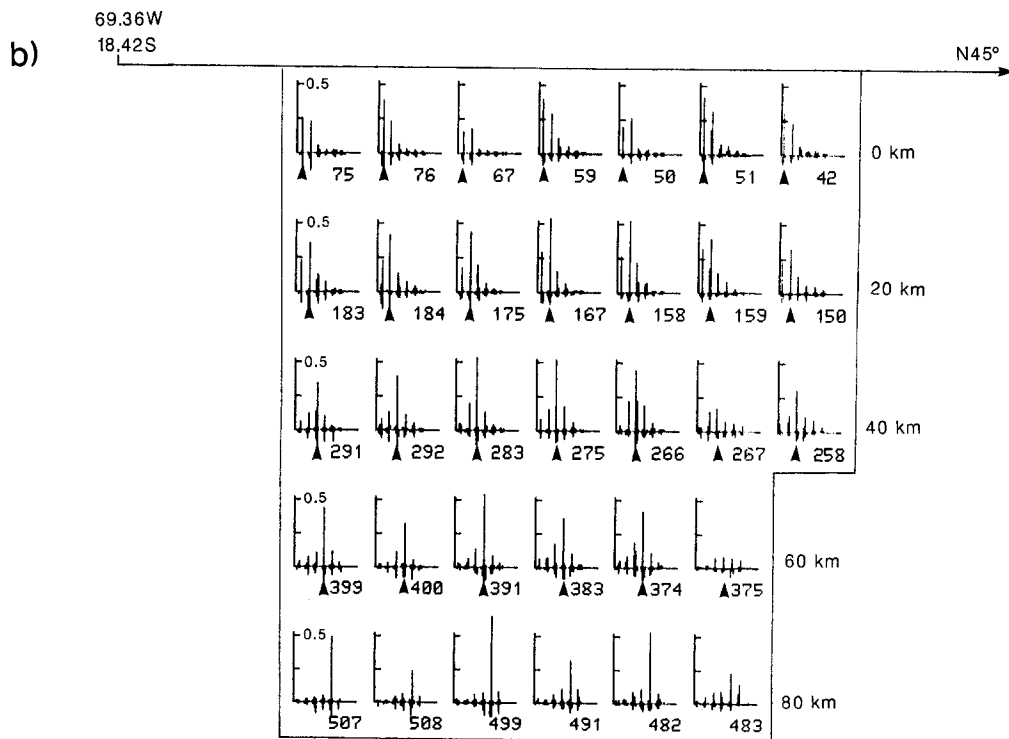 b)
69.36W
18.42S
N45°
0.5
75 76 67 59 50 51 42 0 km
0.5
183 184 175 167 158 159 150 20 km
0.5
291 292 283 275 266 267 258 40 km
0.5
399 400 391 383 374 375 60 km
0.5
507 508 499 491 482 483 80 km